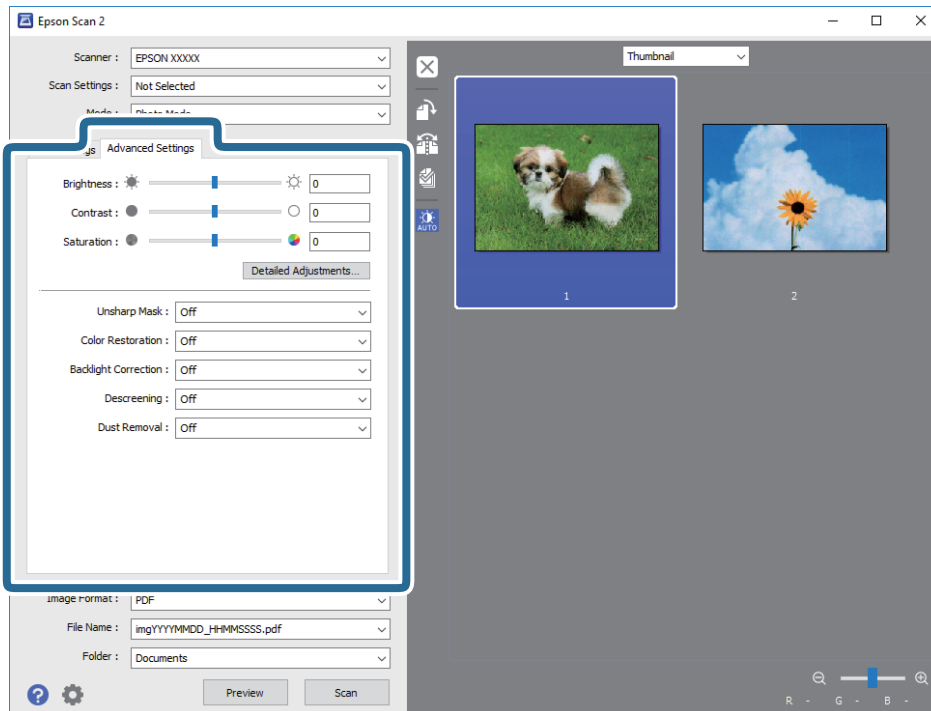 Epson Scan 2
Scanner : EPSON XXXXX
Scan Settings : Not Selected
Advanced Settings
Brightness : 0
Contrast : 0
Saturation : 0
Detailed Adjustments...
Unsharp Mask : Off
Color Restoration : Off
Backlight Correction : Off
Descreening : Off
Dust Removal : Off
Image Format : PDF
File Name : imgYYYYMMDD_HHMMSSSS.pdf
Folder : Documents
? Preview Scan
Thumbnail
AUTO
1 2
R - G - B -